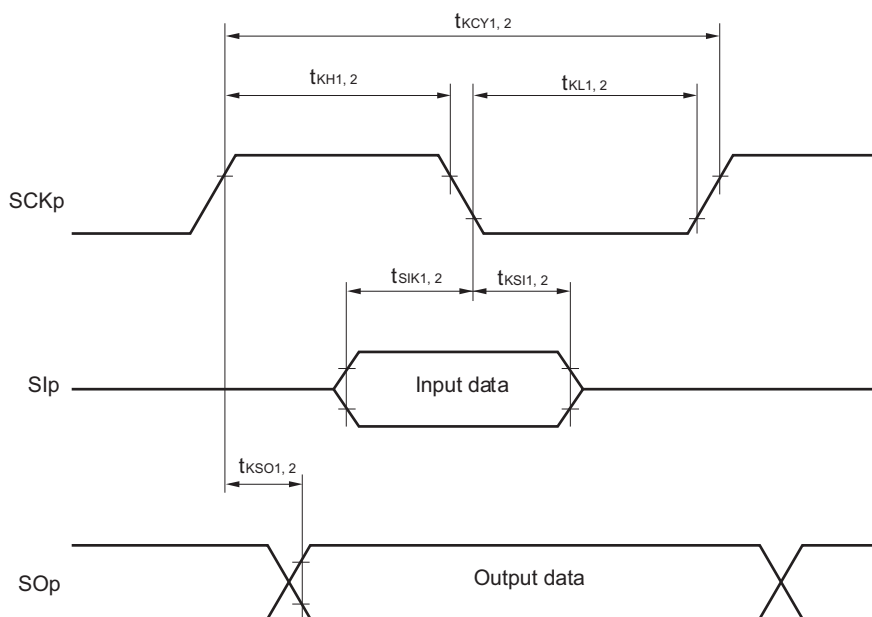 tKCY1, 2
tKH1, 2
tKL1, 2
SCKp
tSIK1, 2
tKSI1, 2
SIp
Input data
tKSO1, 2
SOp
Output data